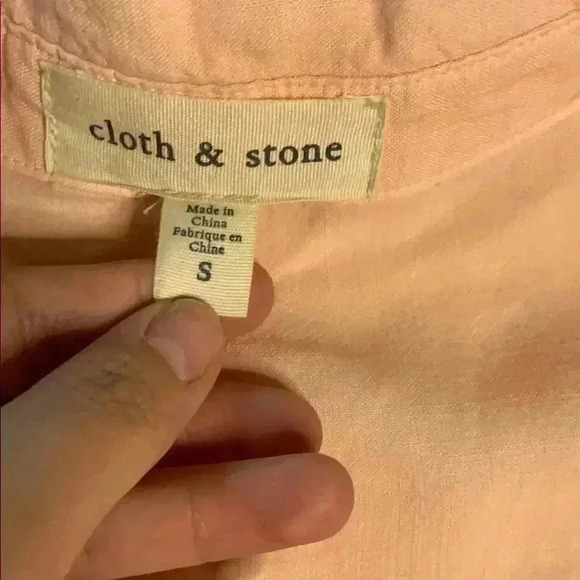 cloth & stone
Made in
China
Fabrique en
Chine
S